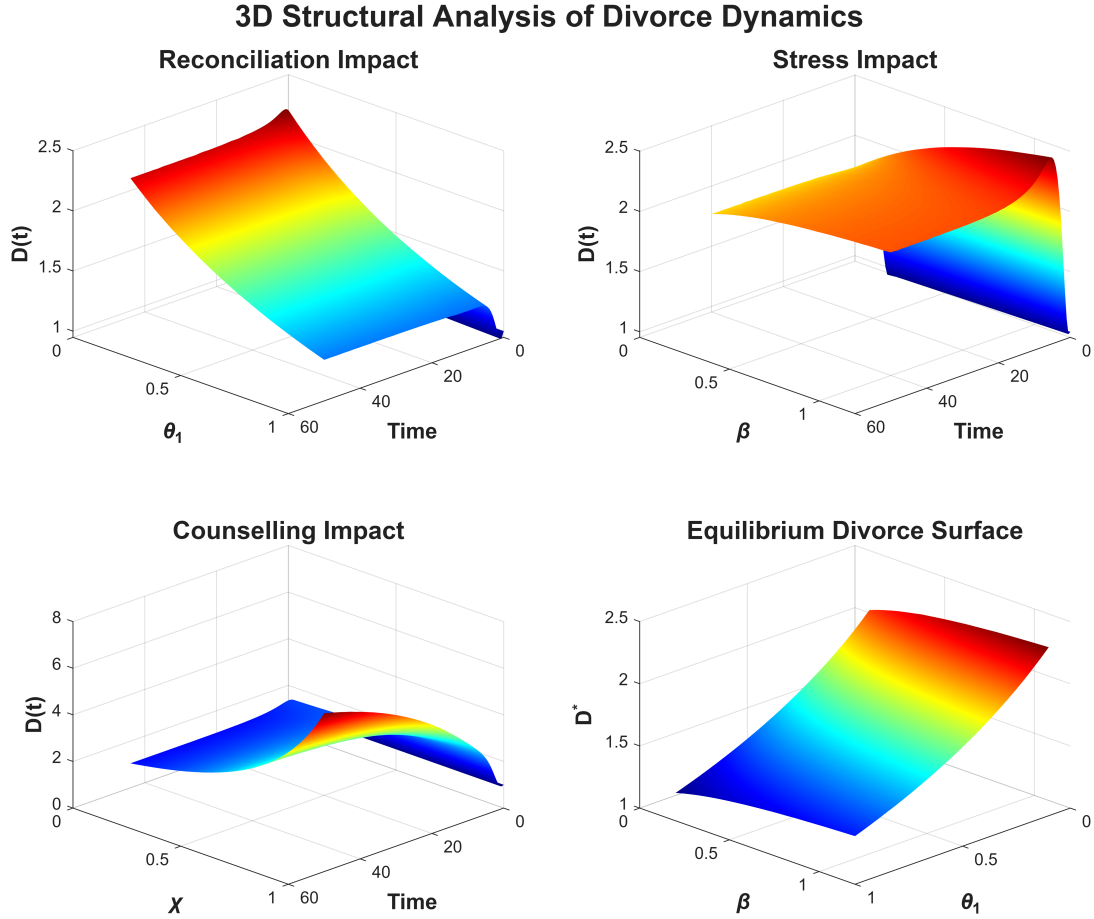 3D Structural Analysis of Divorce Dynamics
Reconciliation Impact
2.5
2
1.5
1
D(t)
0
0.5
1
θ₁
60
40
20
0
Time
Stress Impact
2.5
2
1.5
1
D(t)
0
0.5
1
β
60
40
20
0
Time
Counselling Impact
8
6
4
2
0
D(t)
0
0.5
1
χ
60
40
20
0
Time
Equilibrium Divorce Surface
2.5
2
1.5
1
D*
0
0.5
1
β
1
0.5
0
θ₁